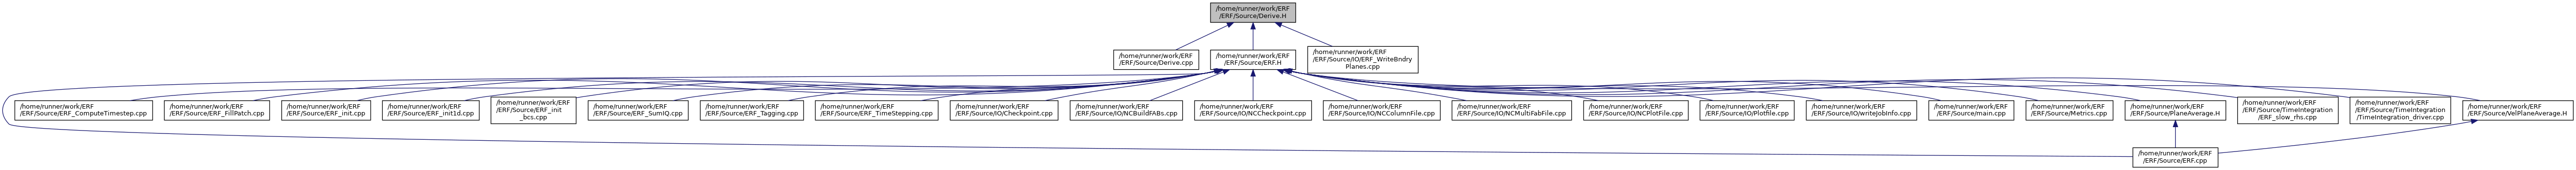 /home/runner/work/ERF
/ERF/Source/Derive.H
/home/runner/work/ERF
/ERF/Source/Derive.cpp
/home/runner/work/ERF
/ERF/Source/ERF.H
/home/runner/work/ERF
/ERF/Source/IO/ERF_WriteBndry
Planes.cpp
/home/runner/work/ERF
/ERF/Source/ERF_ComputeTimestep.cpp
/home/runner/work/ERF
/ERF/Source/ERF_FillPatch.cpp
/home/runner/work/ERF
/ERF/Source/ERF_init.cpp
/home/runner/work/ERF
/ERF/Source/ERF_init1d.cpp
/home/runner/work/ERF
/ERF/Source/ERF_init
_bcs.cpp
/home/runner/work/ERF
/ERF/Source/ERF_SumIQ.cpp
/home/runner/work/ERF
/ERF/Source/ERF_Tagging.cpp
/home/runner/work/ERF
/ERF/Source/ERF_TimeStepping.cpp
/home/runner/work/ERF
/ERF/Source/IO/Checkpoint.cpp
/home/runner/work/ERF
/ERF/Source/IO/NCBuildFABs.cpp
/home/runner/work/ERF
/ERF/Source/IO/NCCheckpoint.cpp
/home/runner/work/ERF
/ERF/Source/IO/NCColumnFile.cpp
/home/runner/work/ERF
/ERF/Source/IO/NCMultiFabFile.cpp
/home/runner/work/ERF
/ERF/Source/IO/NCPlotFile.cpp
/home/runner/work/ERF
/ERF/Source/IO/Plotfile.cpp
/home/runner/work/ERF
/ERF/Source/IO/writeJobInfo.cpp
/home/runner/work/ERF
/ERF/Source/main.cpp
/home/runner/work/ERF
/ERF/Source/Metrics.cpp
/home/runner/work/ERF
/ERF/Source/PlaneAverage.H
/home/runner/work/ERF
/ERF/Source/TimeIntegration
/ERF_slow_rhs.cpp
/home/runner/work/ERF
/ERF/Source/TimeIntegration
/TimeIntegration_driver.cpp
/home/runner/work/ERF
/ERF/Source/VelPlaneAverage.H
/home/runner/work/ERF
/ERF/Source/ERF.cpp